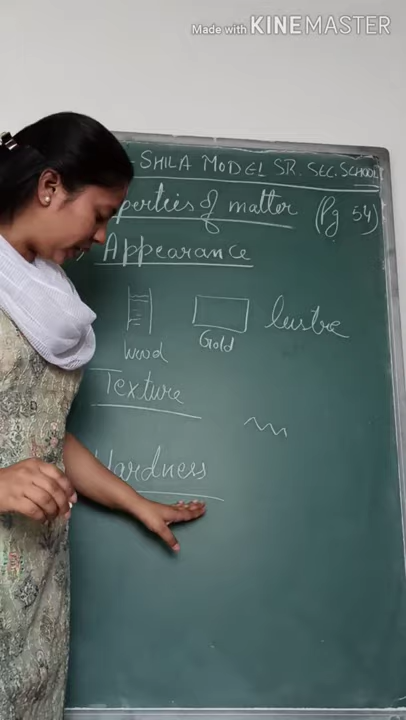 Made with KINEMASTER
SHILA MODEL SR. SEC. SCHOOL
perties of matter (Pg 54)
Appearance
lustre
Wood
Gold
Texture
Hardness